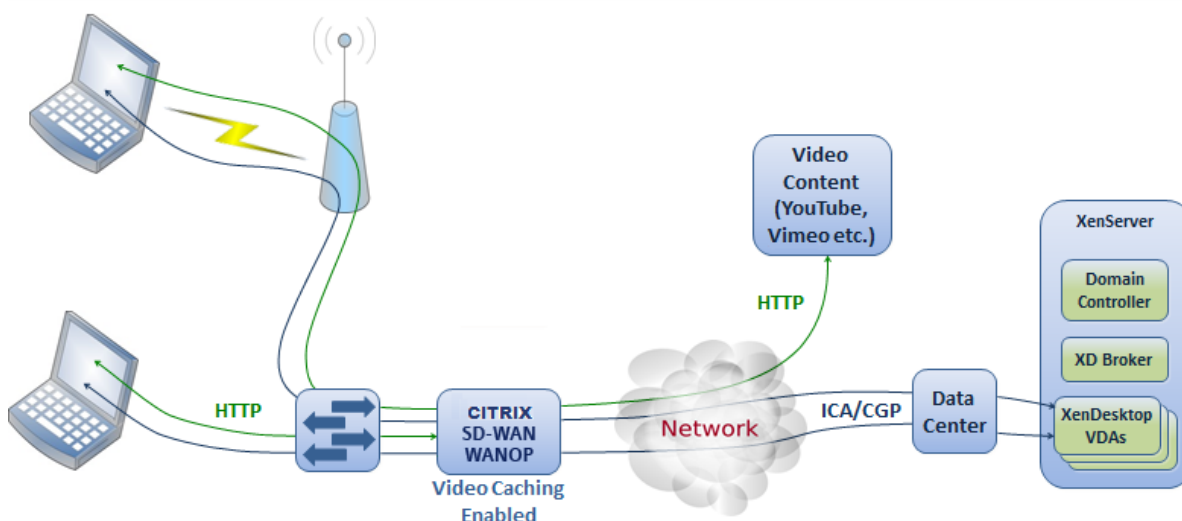 Video
Content
(YouTube,
Vimeo etc.)
XenServer
Domain
Controller
HTTP
XD Broker
HTTP
CITRIX
SD-WAN
WANOP
Network
ICA/CGP
Data
Center
XenDesktop
VDAs
Video Caching
Enabled